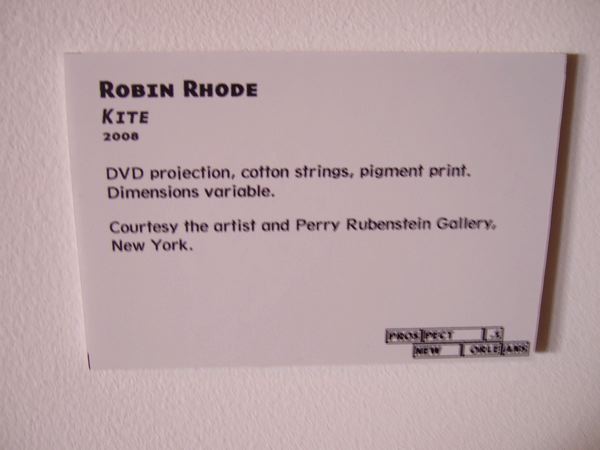 ROBIN RHODE
KITE
2008
DVD projection, cotton strings, pigment print.
Dimensions variable.
Courtesy the artist and Perry Rubenstein Gallery,
New York.
PROSPECT .1
NEW ORLEANS